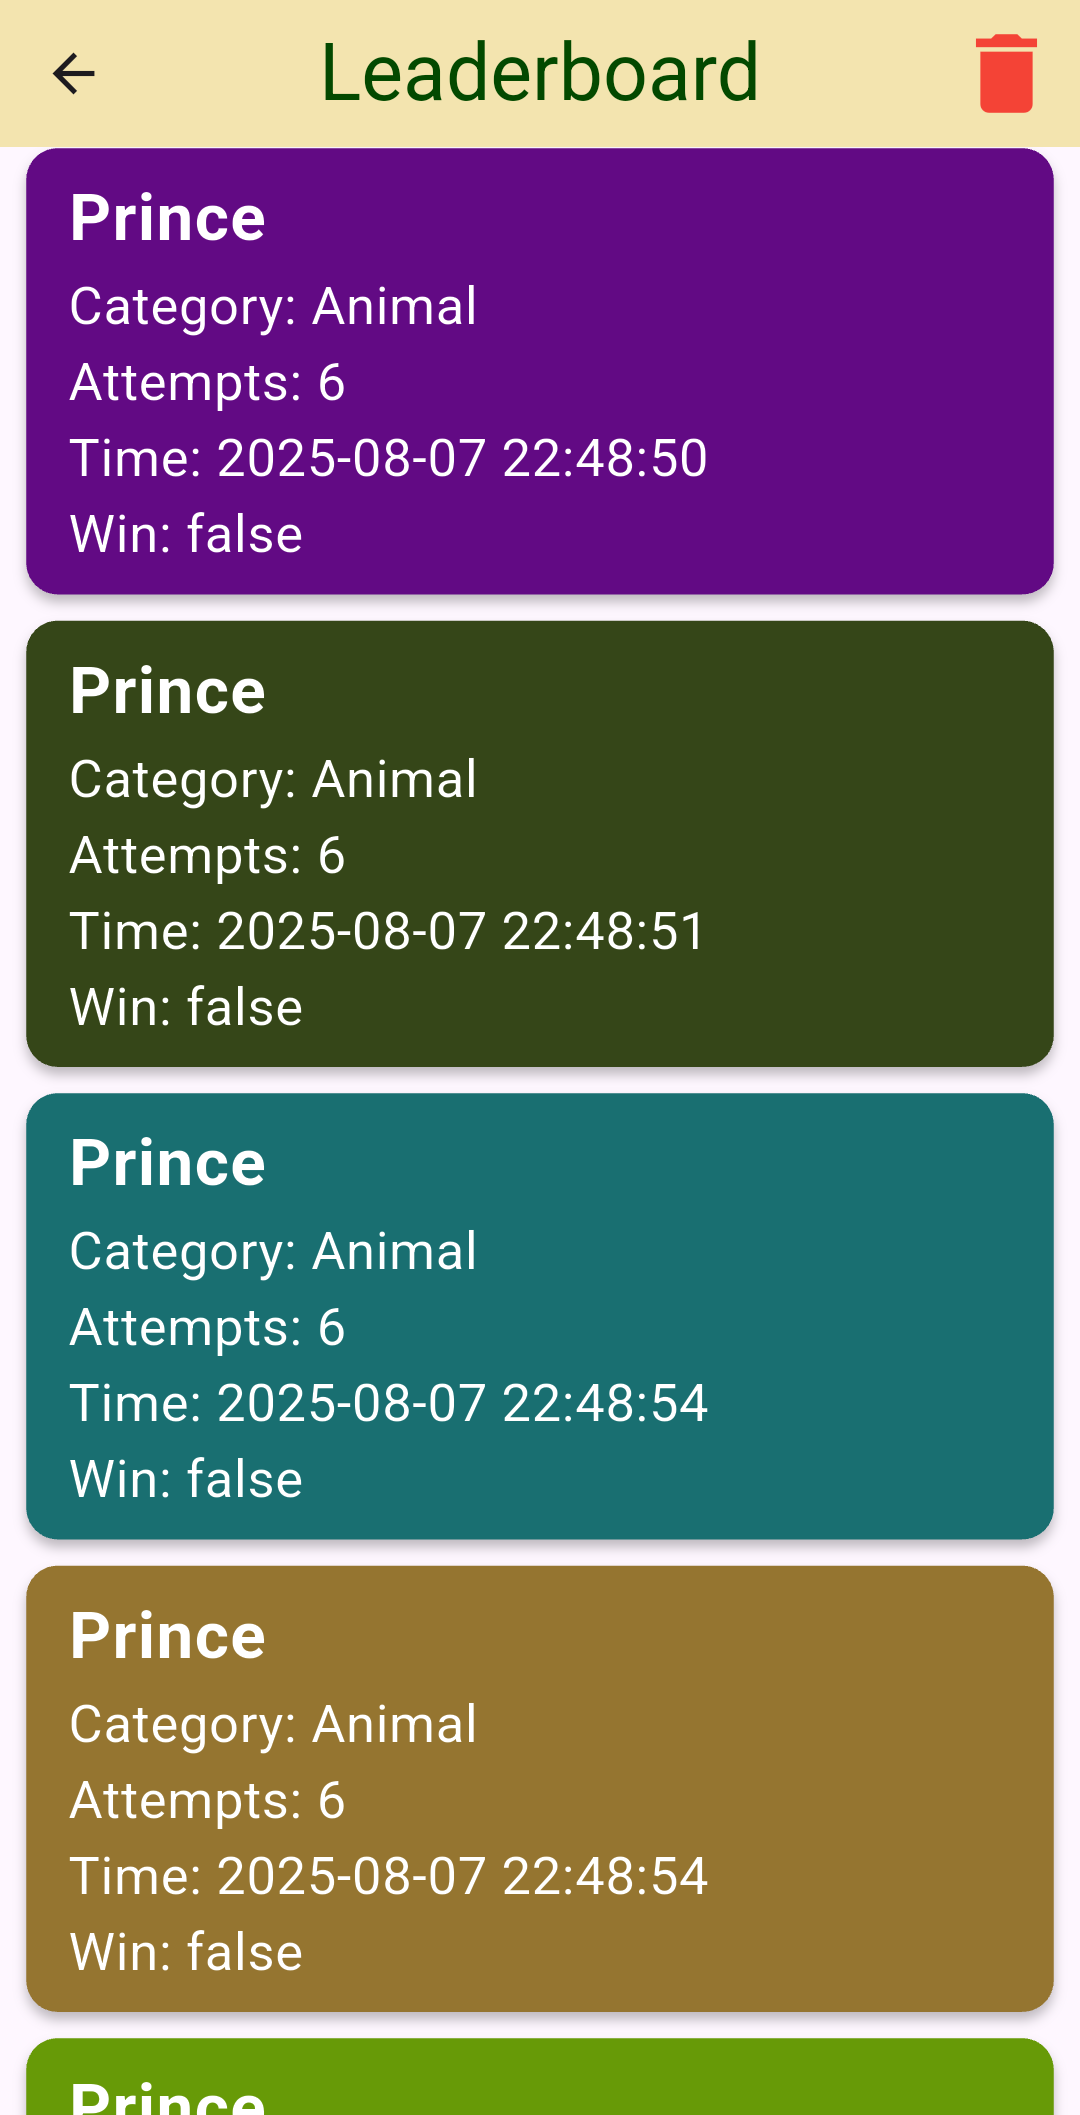 Leaderboard
Prince
Category: Animal
Attempts: 6
Time: 2025-08-07 22:48:50
Win: false
Prince
Category: Animal
Attempts: 6
Time: 2025-08-07 22:48:51
Win: false
Prince
Category: Animal
Attempts: 6
Time: 2025-08-07 22:48:54
Win: false
Prince
Category: Animal
Attempts: 6
Time: 2025-08-07 22:48:54
Win: false
Prince